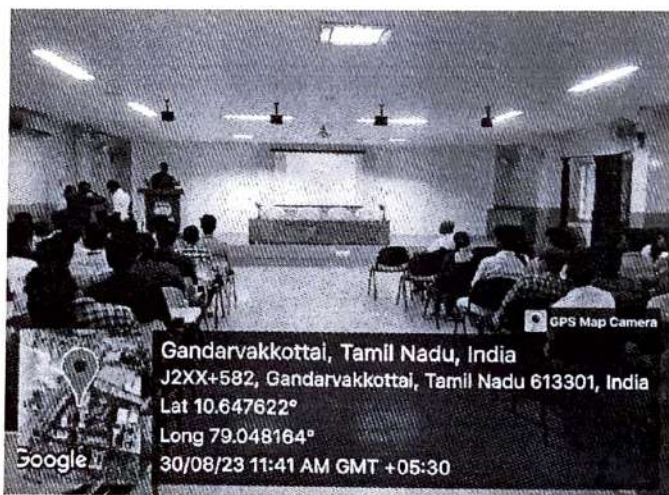 GPS Map Camera
Gandarvakkottai, Tamil Nadu, India
J2XX+582, Gandarvakkottai, Tamil Nadu 613301, India
Lat 10.647622°
Long 79.048164°
30/08/23 11:41 AM GMT +05:30
Google